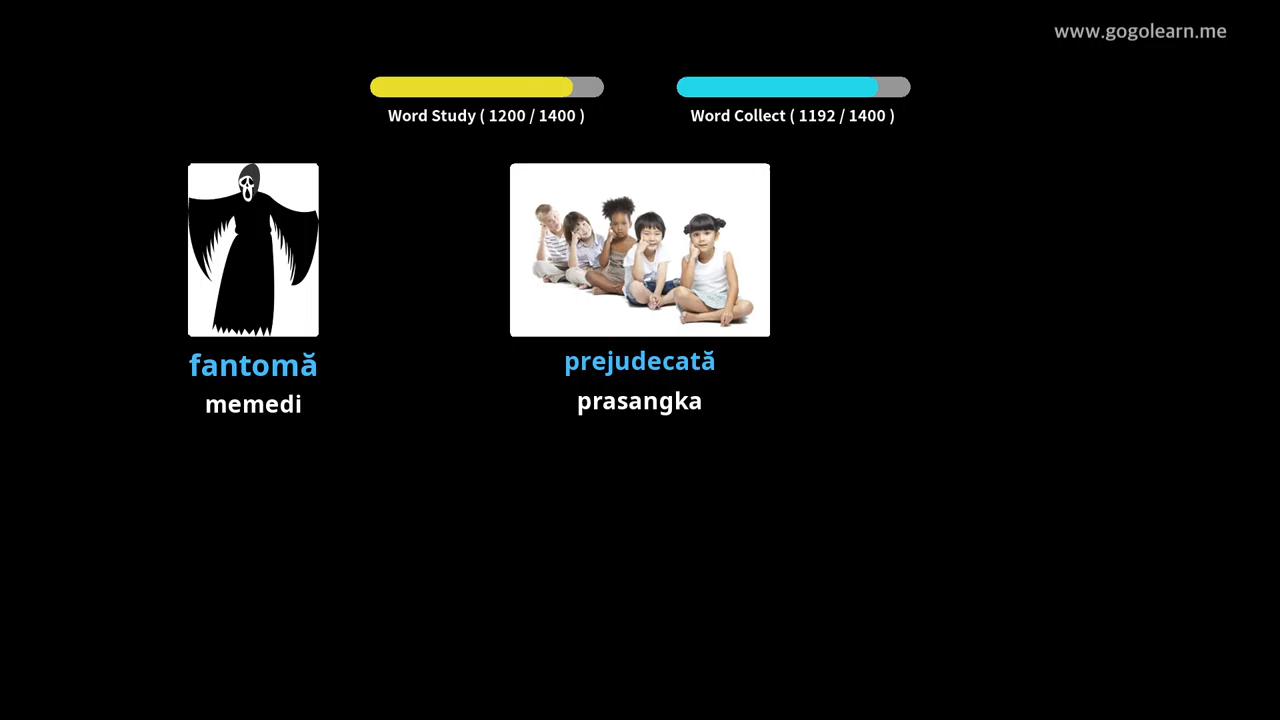 www.gogolearn.me
Word Study ( 1200 / 1400 )
Word Collect ( 1192 / 1400 )
fantomă
memedi
prejudecată
prasangka